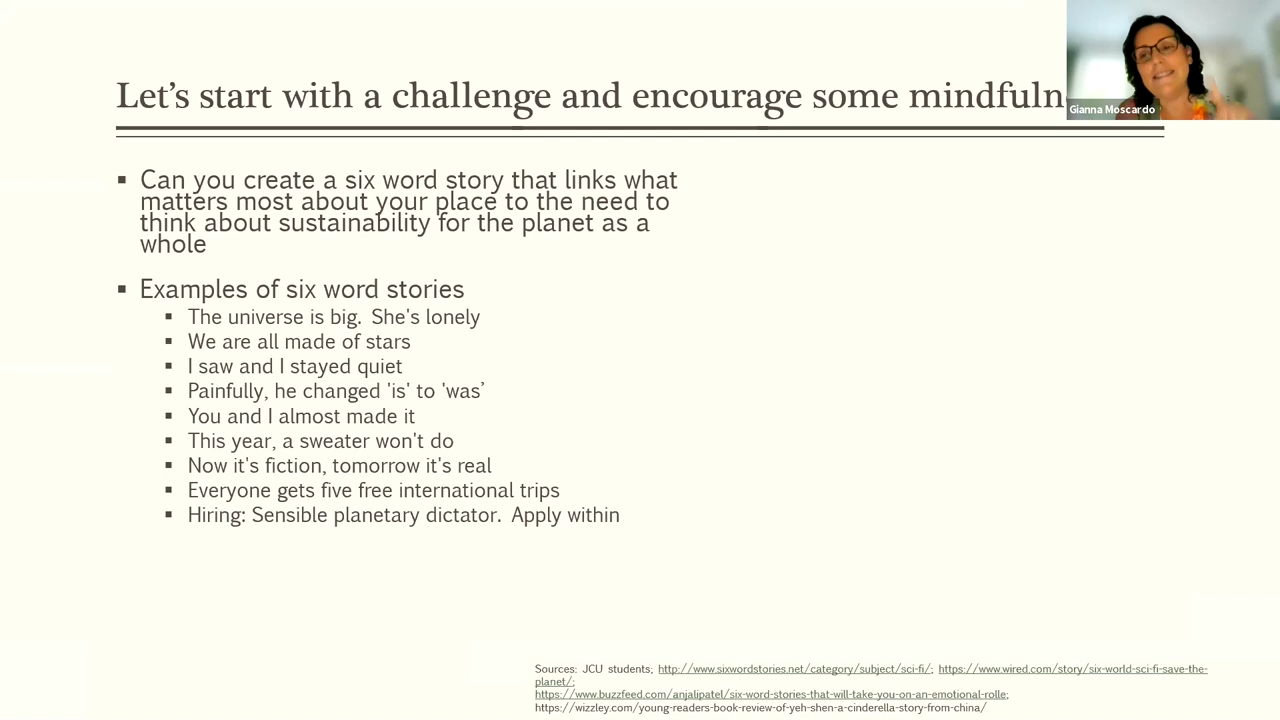 Let’s start with a challenge and encourage some mindfuln
Gianna Moscardo
▪ Can you create a six word story that links what
matters most about your place to the need to
think about sustainability for the planet as a
whole
▪ Examples of six word stories
▪ The universe is big.  She's lonely
▪ We are all made of stars
▪ I saw and I stayed quiet
▪ Painfully, he changed 'is' to 'was’
▪ You and I almost made it
▪ This year, a sweater won't do
▪ Now it's fiction, tomorrow it's real
▪ Everyone gets five free international trips
▪ Hiring: Sensible planetary dictator.  Apply within
Sources: JCU students; http://www.sixwordstories.net/category/subject/sci-fi/; https://www.wired.com/story/six-world-sci-fi-save-the-
planet/;
https://www.buzzfeed.com/anjalipatel/six-word-stories-that-will-take-you-on-an-emotional-rolle;
https://wizzley.com/young-readers-book-review-of-yeh-shen-a-cinderella-story-from-china/